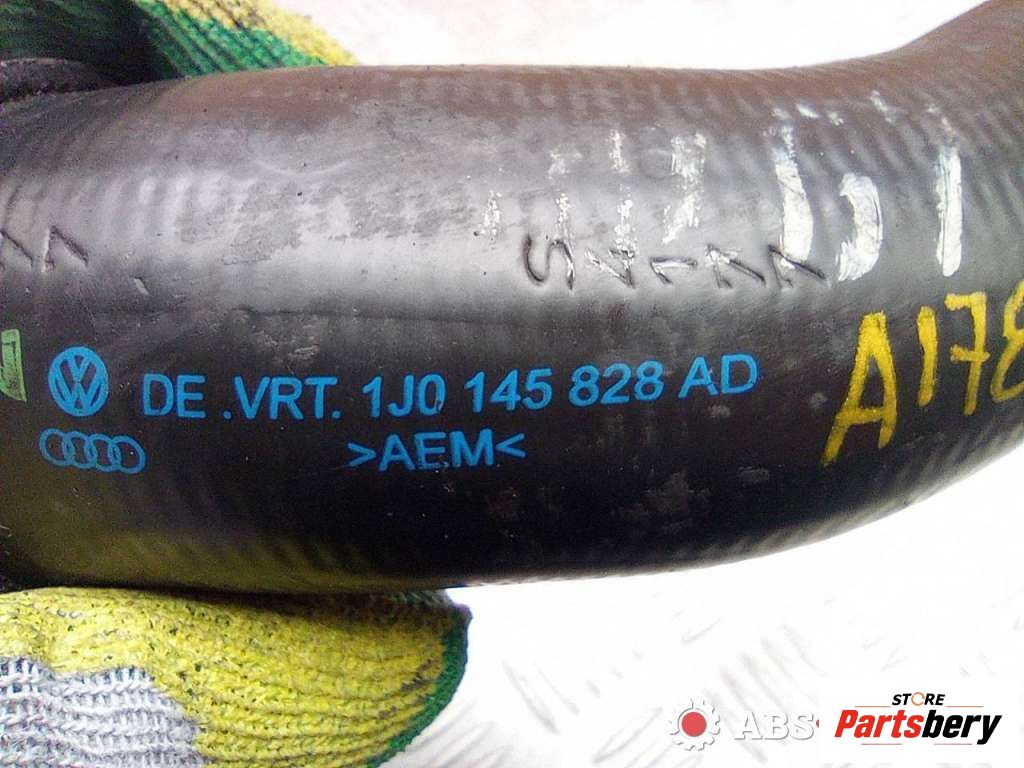 DE .VRT. 1J0 145 828 AD
>AEM<
A178
STORE
Partsbery
ABS